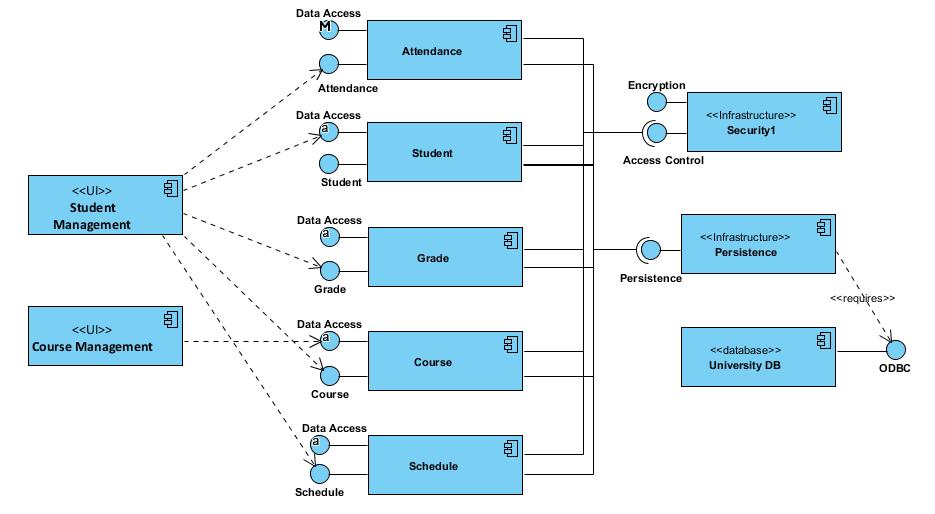 Data Access
M
Attendance
Attendance
Data Access
a
Student
Student
Encryption
<<Infrastructure>>
Security1
Access Control
<<UI>>
Student
Management
Data Access
a
Grade
Grade
<<Infrastructure>>
Persistence
Persistence
<<requires>>
<<UI>>
Course Management
Data Access
a
Course
Course
<<database>>
University DB
ODBC
Data Access
a
Schedule
Schedule